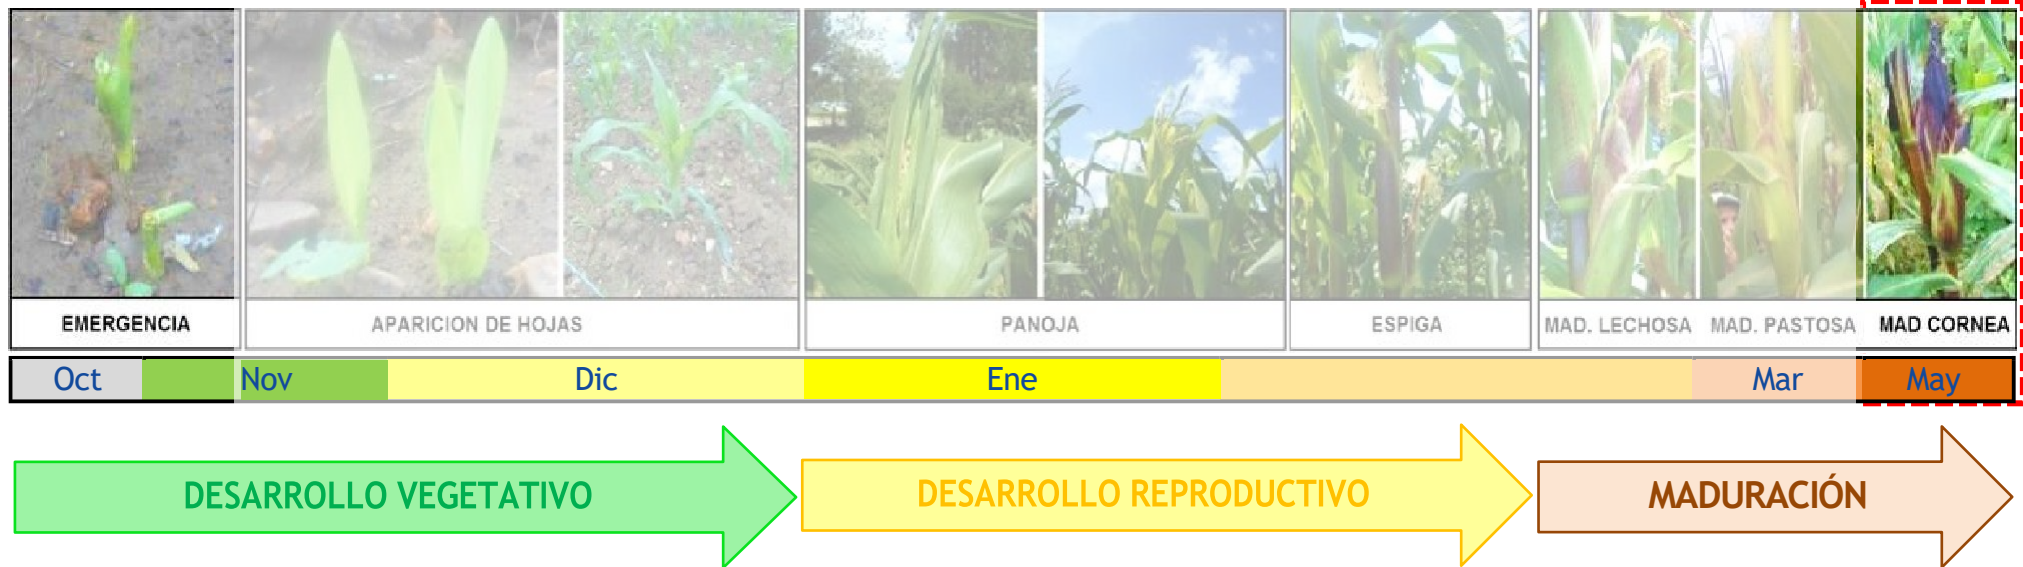 EMERGENCIA
APARICION DE HOJAS
PANOJA
ESPIGA
MAD. LECHOSA
MAD. PASTOSA
MAD CORNEA
Oct
Nov
Dic
Ene
Mar
May
DESARROLLO VEGETATIVO
DESARROLLO REPRODUCTIVO
MADURACIÓN